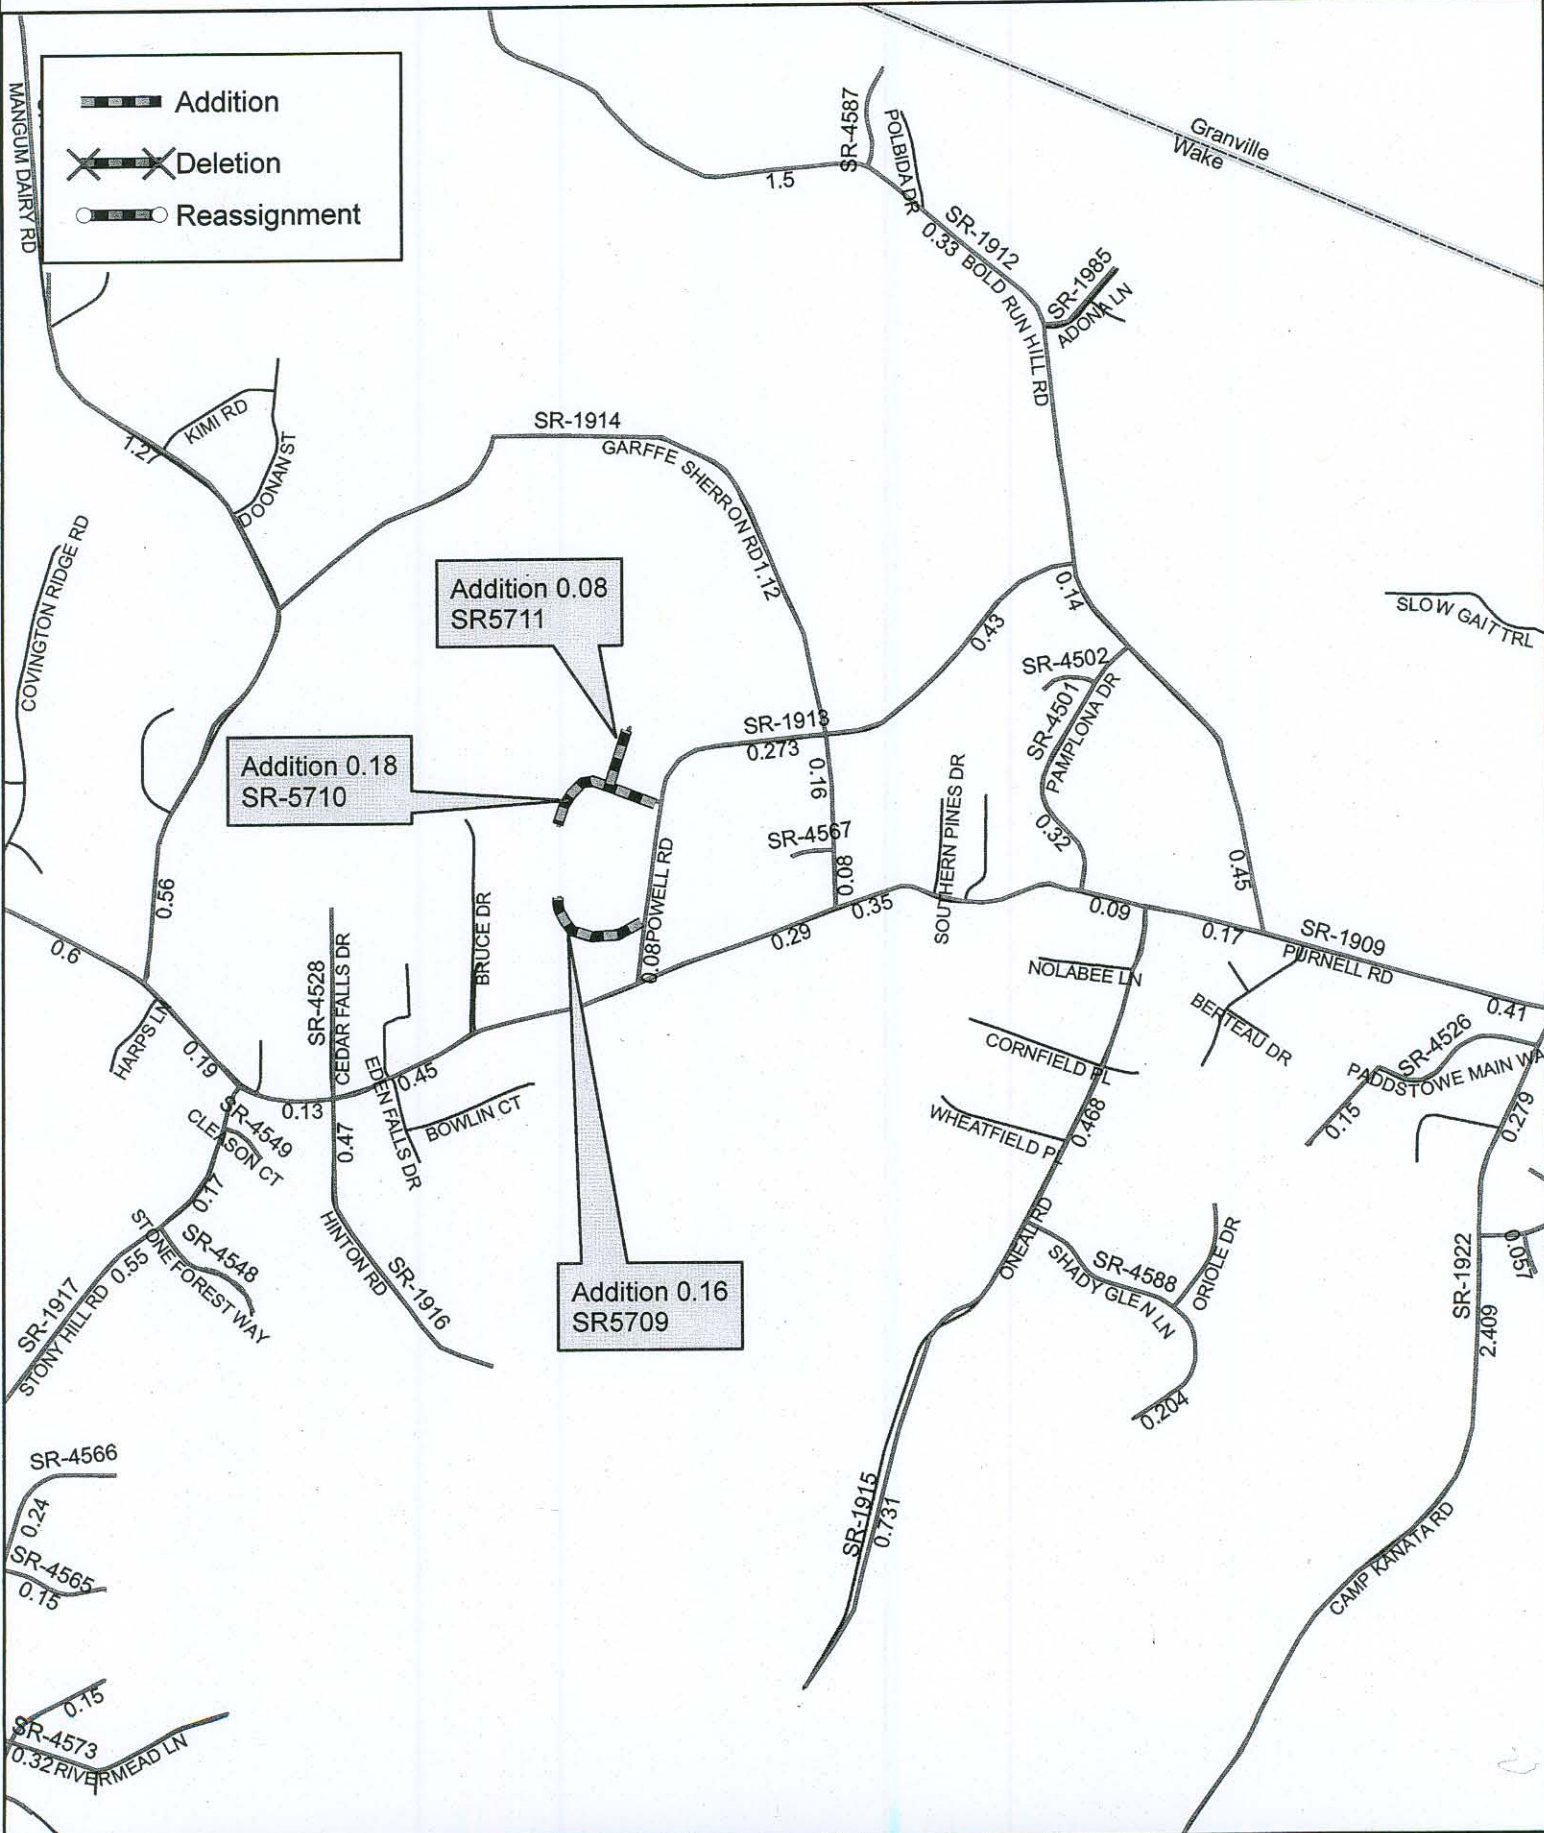 Addition
Deletion
Reassignment
MANGUM DAIRY RD
SR-4587
POLBIDA DR
1.5
Granville
Wake
SR-1912
0.33 BOLD RUN HILL RD
SR-1985
ADONA LN
KIMI RD
1.27
DOONAN ST
SR-1914
GARFFE SHERRON RD 1.12
COVINGTON RIDGE RD
Addition 0.08
SR5711
0.14
0.43
SLOW GAIT TRL
SR-4502
SR-4501
PAMPLONA DR
SR-1913
0.273
0.16
Addition 0.18
SR-5710
SOUTHERN PINES DR
0.32
SR-4567
0.08
0.45
POWELL RD
0.08
0.56
BRUCE DR
0.35
0.09
0.29
0.17
SR-1909
PURNELL RD
0.6
SR-4528
CEDAR FALLS DR
NOLABEE LN
BERTEAU DR
0.41
HARPS LN
0.19
CORNFIELD PL
SR-4526
PADDSTOWE MAIN WA
0.45
EDEN FALLS DR
0.13
SR-4549
CLEASON CT
BOWLIN CT
WHEATFIELD PL
0.468
0.15
0.279
0.47
0.17
STONE FOREST WAY
SR-4548
HINTON RD
SR-1916
ONEAL RD
SHADY GLEN LN
SR-4588
ORIOLE DR
0.057
SR-1922
2.409
0.55
SR-1917
STONY HILL RD
Addition 0.16
SR5709
0.204
SR-4566
0.24
SR-4565
0.15
SR-1915
0.731
CAMP KANATA RD
0.15
SR-4573
0.32 RIVERMEAD LN